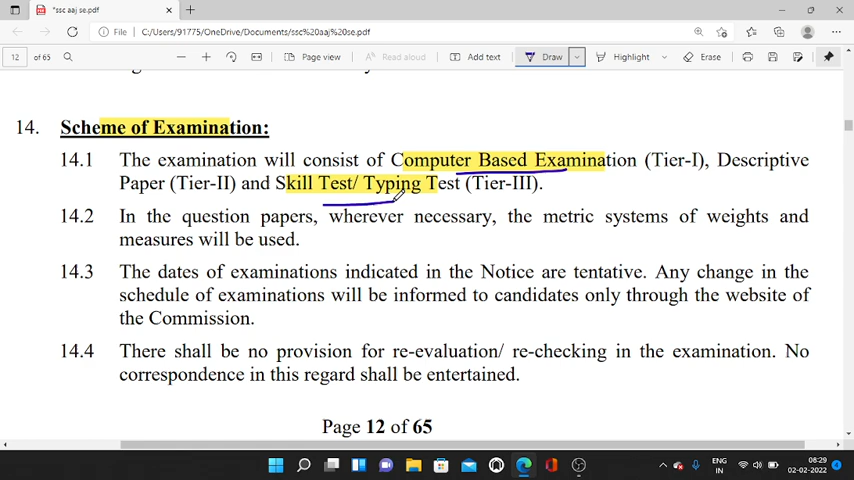 *ssc aaj se.pdf
File C:/Users/91775/OneDrive/Documents/ssc%20aaj%20se.pdf
12 of 65 Page view Read aloud Add text Draw Highlight Erase
14. Scheme of Examination:
14.1 The examination will consist of Computer Based Examination (Tier-I), Descriptive
Paper (Tier-II) and Skill Test/ Typing Test (Tier-III).
14.2 In the question papers, wherever necessary, the metric systems of weights and
measures will be used.
14.3 The dates of examinations indicated in the Notice are tentative. Any change in the
schedule of examinations will be informed to candidates only through the website of
the Commission.
14.4 There shall be no provision for re-evaluation/ re-checking in the examination. No
correspondence in this regard shall be entertained.
Page 12 of 65
ENG 08:29
IN 02-02-2022